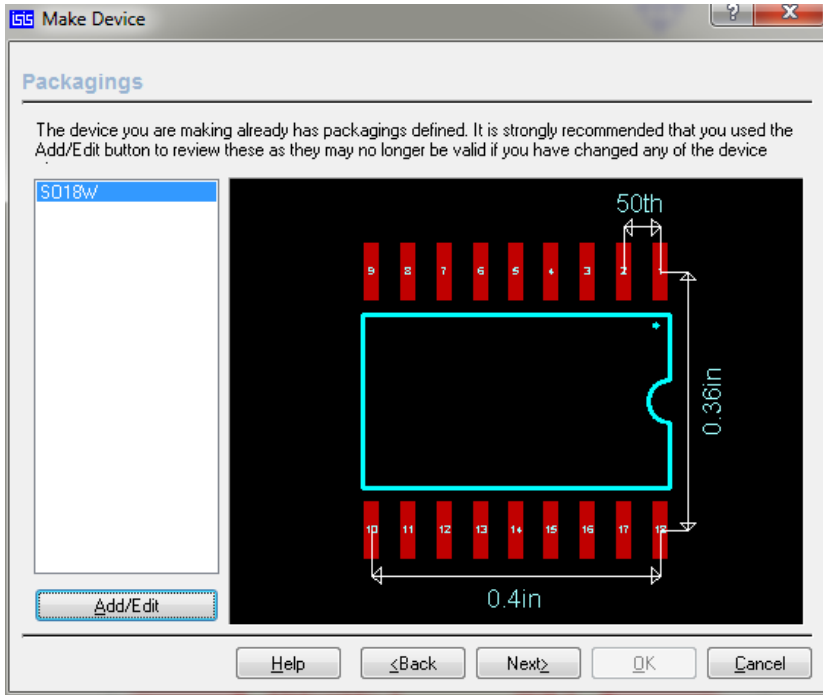 isis Make Device
? X
Packagings
The device you are making already has packagings defined. It is strongly recommended that you used the
Add/Edit button to review these as they may no longer be valid if you have changed any of the device
SO18W
50th
9 8 7 6 5 4 3 2 1
0.36in
10 11 12 13 14 15 16 17 18
0.4in
Add/Edit
Help <Back Next> OK Cancel